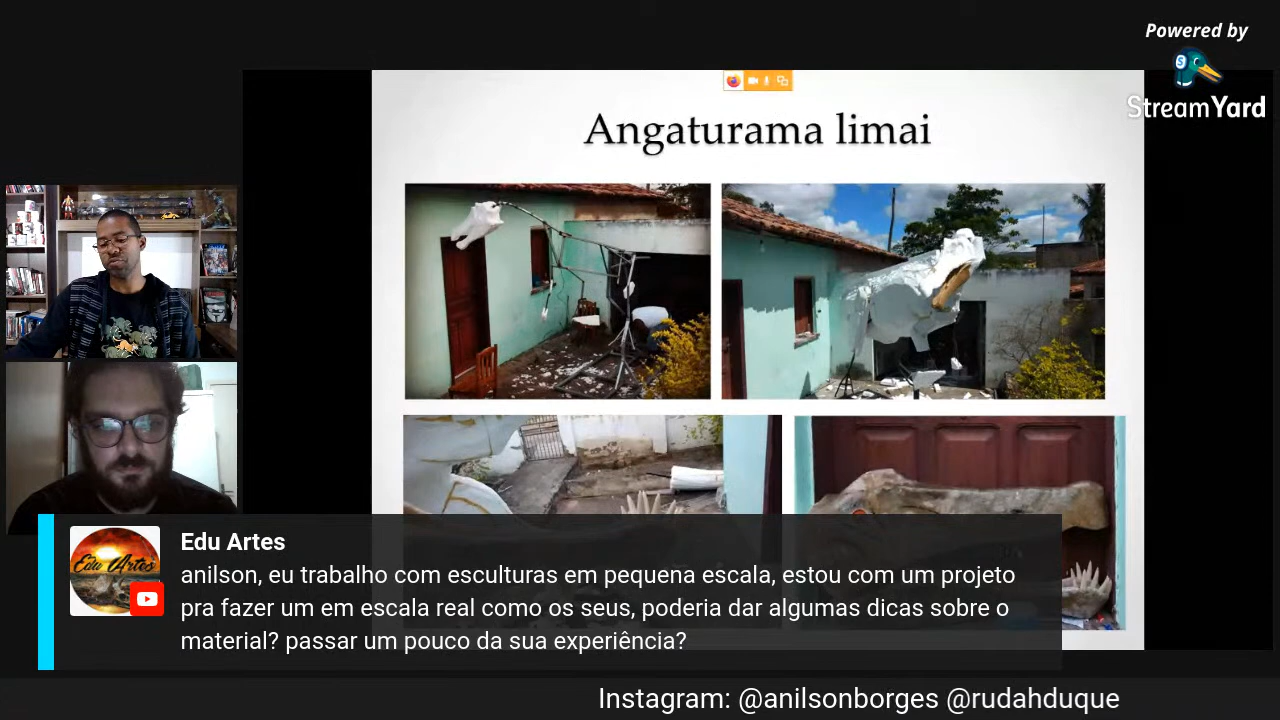 Powered by
StreamYard
Angaturama limai
Edu Artes
Edu Artes
anilson, eu trabalho com esculturas em pequena escala, estou com um projeto
pra fazer um em escala real como os seus, poderia dar algumas dicas sobre o
material? passar um pouco da sua experiência?
Instagram: @anilsonborges @rudahduque